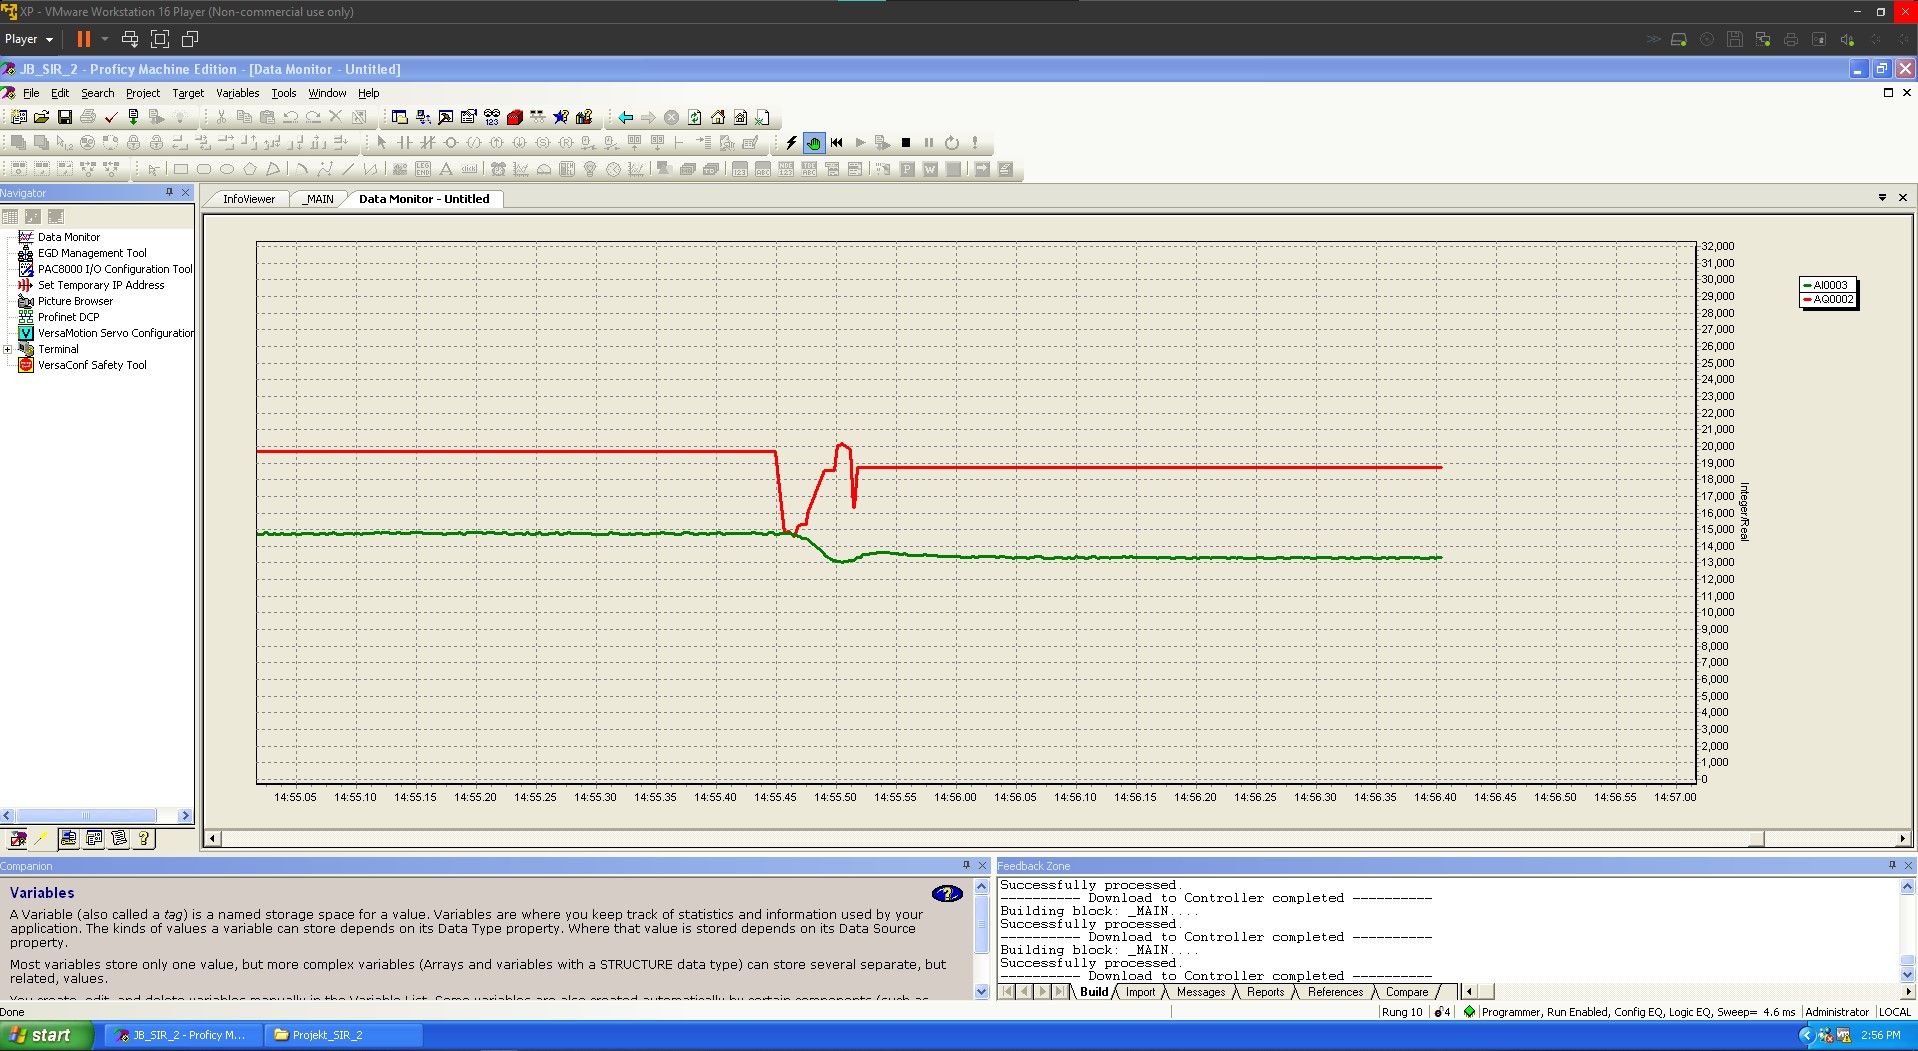 XP - VMware Workstation 16 Player (Non-commercial use only)
Player
JB_SIR_2 - Proficy Machine Edition - [Data Monitor - Untitled]
File Edit Search Project Target Variables Tools Window Help
Navigator
Data Monitor
EGD Management Tool
PAC8000 I/O Configuration Tool
Set Temporary IP Address
Picture Browser
Profinet DCP
VersaMotion Servo Configuration
Terminal
VersaConf Safety Tool
InfoViewer _MAIN Data Monitor - Untitled
32,000
31,000
30,000
29,000
28,000
27,000
26,000
25,000
24,000
23,000
22,000
21,000
20,000
19,000
18,000
17,000
16,000
15,000
14,000
13,000
12,000
11,000
10,000
9,000
8,000
7,000
6,000
5,000
4,000
3,000
2,000
1,000
0
Integer/Real
AI0003
AQ0002
14:55.05 14:55.10 14:55.15 14:55.20 14:55.25 14:55.30 14:55.35 14:55.40 14:55.45 14:55.50 14:55.55 14:56.00 14:56.05 14:56.10 14:56.15 14:56.20 14:56.25 14:56.30 14:56.35 14:56.40 14:56.45 14:56.50 14:56.55 14:57.00
Companion
Variables
A Variable (also called a tag) is a named storage space for a value. Variables are where you keep track of statistics and information used by your
application. The kinds of values a variable can store depends on its Data Type property. Where that value is stored depends on its Data Source
property.
Most variables store only one value, but more complex variables (Arrays and variables with a STRUCTURE data type) can store several separate, but
related, values.
Feedback Zone
Successfully processed.
---------- Download to Controller completed ----------
Building block: _MAIN....
Successfully processed.
---------- Download to Controller completed ----------
Building block: _MAIN....
Successfully processed.
---------- Download to Controller completed ----------
Build Import Messages Reports References Compare
Done
Rung 10 4 Programmer, Run Enabled, Config EQ, Logic EQ, Sweep= 4.6 ms Administrator LOCAL
start JB_SIR_2 - Proficy M... Projekt_SIR_2 2:56 PM